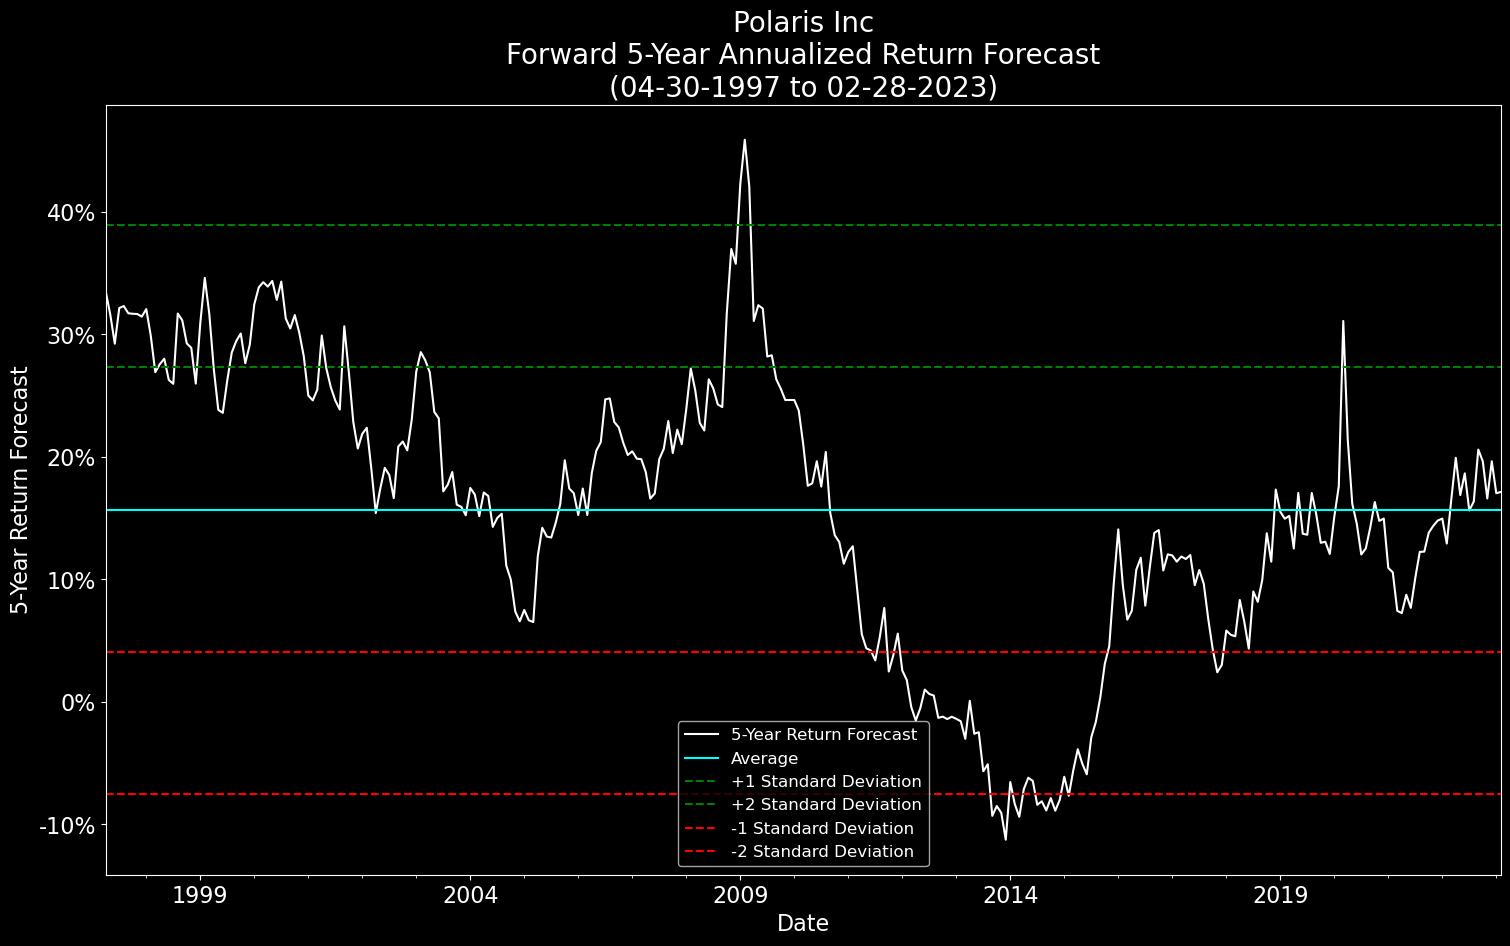 Polaris Inc
Forward 5-Year Annualized Return Forecast
(04-30-1997 to 02-28-2023)
5-Year Return Forecast
40%
30%
20%
10%
0%
-10%
5-Year Return Forecast
Average
+1 Standard Deviation
+2 Standard Deviation
-1 Standard Deviation
-2 Standard Deviation
1999
2004
2009
2014
2019
Date